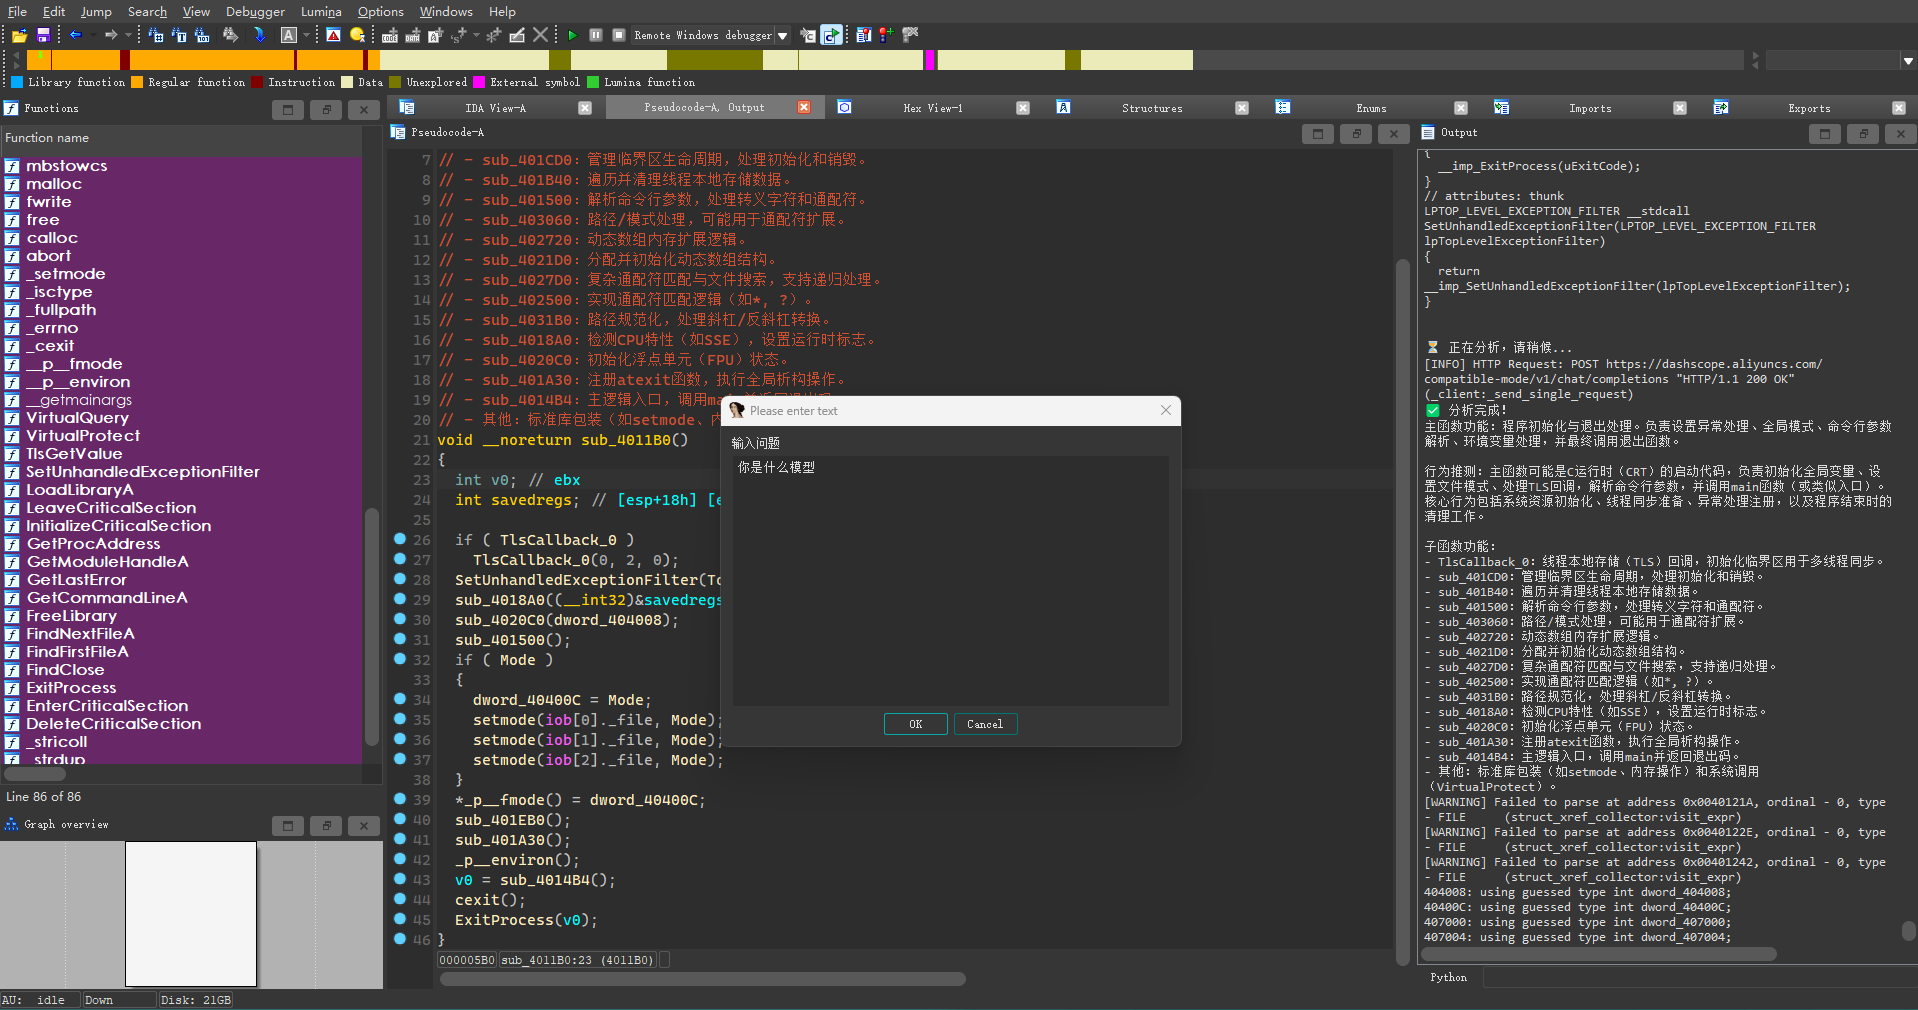 File Edit Jump Search View Debugger Lumina Options Windows Help
Remote Windows debugger
Library function Regular function Instruction Data Unexplored External symbol Lumina function
Functions
IDA View-A
Pseudocode-A, Output
Hex View-1
Structures
Enums
Imports
Exports
Function name
mbstowcs
malloc
fwrite
free
calloc
abort
_setmode
_isctype
_fullpath
_errno
_cexit
__p__fmode
__p__environ
__getmainargs
VirtualQuery
VirtualProtect
TlsGetValue
SetUnhandledExceptionFilter
LoadLibraryA
LeaveCriticalSection
InitializeCriticalSection
GetProcAddress
GetModuleHandleA
GetLastError
GetCommandLineA
FreeLibrary
FindNextFileA
FindFirstFileA
FindClose
ExitProcess
EnterCriticalSection
DeleteCriticalSection
_stricoll
_strdup
Line 86 of 86
Graph overview
Pseudocode-A
7 // - sub_401CD0: 管理临界区生命周期，处理初始化和销毁。
8 // - sub_401B40: 遍历并清理线程本地存储数据。
9 // - sub_401500: 解析命令行参数，处理转义字符和通配符。
10 // - sub_403060: 路径/模式处理，可能用于通配符扩展。
11 // - sub_402720: 动态数组内存扩展逻辑。
12 // - sub_4021D0: 分配并初始化动态数组结构。
13 // - sub_4027D0: 复杂通配符匹配与文件搜索，支持递归处理。
14 // - sub_402500: 实现通配符匹配逻辑（如*, ?）。
15 // - sub_4031B0: 路径规范化，处理斜杠/反斜杠转换。
16 // - sub_4018A0: 检测CPU特性（如SSE），设置运行时标志。
17 // - sub_4020C0: 初始化浮点单元（FPU）状态。
18 // - sub_401A30: 注册atexit函数，执行全局析构操作。
19 // - sub_4014B4: 主逻辑入口，调用ma
20 // - 其他: 标准库包装（如setmode、
21 void __noreturn sub_4011B0()
22 {
23 int v0; // ebx
24 int savedregs; // [esp+18h] [e
25
26 if ( TlsCallback_0 )
27 TlsCallback_0(0, 2, 0);
28 SetUnhandledExceptionFilter(To
29 sub_4018A0((__int32)&savedregs
30 sub_4020C0(dword_404008);
31 sub_401500();
32 if ( Mode )
33 {
34 dword_40400C = Mode;
35 setmode(iob[0]._file, Mode);
36 setmode(iob[1]._file, Mode);
37 setmode(iob[2]._file, Mode);
38 }
39 *_p__fmode() = dword_40400C;
40 sub_401EB0();
41 sub_401A30();
42 _p__environ();
43 v0 = sub_4014B4();
44 cexit();
45 ExitProcess(v0);
46 }
000005B0 sub_4011B0:23 (4011B0)
Please enter text
输入问题
你是什么模型
OK
Cancel
Output
{
__imp_ExitProcess(uExitCode);
}
// attributes: thunk
LPTOP_LEVEL_EXCEPTION_FILTER __stdcall
SetUnhandledExceptionFilter(LPTOP_LEVEL_EXCEPTION_FILTER
lpTopLevelExceptionFilter)
{
return
__imp_SetUnhandledExceptionFilter(lpTopLevelExceptionFilter);
}
⏳ 正在分析，请稍候...
[INFO] HTTP Request: POST https://dashscope.aliyuncs.com/
compatible-mode/v1/chat/completions "HTTP/1.1 200 OK"
(_client:_send_single_request)
✅ 分析完成!
主函数功能: 程序初始化与退出处理。负责设置异常处理、全局模式、命令行参数
解析、环境变量处理，并最终调用退出函数。
行为推测: 主函数可能是C运行时（CRT）的启动代码，负责初始化全局变量、设
置文件模式、处理TLS回调，解析命令行参数，并调用main函数（或类似入口）。
核心行为包括系统资源初始化、线程同步准备、异常处理注册，以及程序结束时的
清理工作。
子函数功能:
- TlsCallback_0: 线程本地存储（TLS）回调，初始化临界区用于多线程同步。
- sub_401CD0: 管理临界区生命周期，处理初始化和销毁。
- sub_401B40: 遍历并清理线程本地存储数据。
- sub_401500: 解析命令行参数，处理转义字符和通配符。
- sub_403060: 路径/模式处理，可能用于通配符扩展。
- sub_402720: 动态数组内存扩展逻辑。
- sub_4021D0: 分配并初始化动态数组结构。
- sub_4027D0: 复杂通配符匹配与文件搜索，支持递归处理。
- sub_402500: 实现通配符匹配逻辑（如*, ?）。
- sub_4031B0: 路径规范化，处理斜杠/反斜杠转换。
- sub_4018A0: 检测CPU特性（如SSE），设置运行时标志。
- sub_4020C0: 初始化浮点单元（FPU）状态。
- sub_401A30: 注册atexit函数，执行全局析构操作。
- sub_4014B4: 主逻辑入口，调用main并返回退出码。
- 其他: 标准库包装（如setmode、内存操作）和系统调用
（VirtualProtect）。
[WARNING] Failed to parse at address 0x0040121A, ordinal - 0, type
- FILE (struct_xref_collector:visit_expr)
[WARNING] Failed to parse at address 0x0040122E, ordinal - 0, type
- FILE (struct_xref_collector:visit_expr)
[WARNING] Failed to parse at address 0x00401242, ordinal - 0, type
- FILE (struct_xref_collector:visit_expr)
404008: using guessed type int dword_404008;
40400C: using guessed type int dword_40400C;
407000: using guessed type int dword_407000;
407004: using guessed type int dword_407004;
Python
AU: idle Down Disk: 21GB